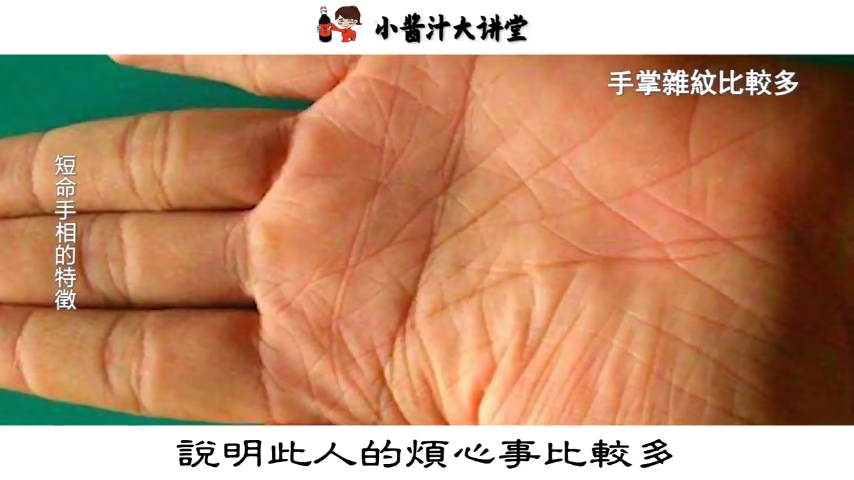 小酱汁大讲堂
手掌雜紋比較多
短命手相的特徵
說明此人的煩心事比較多